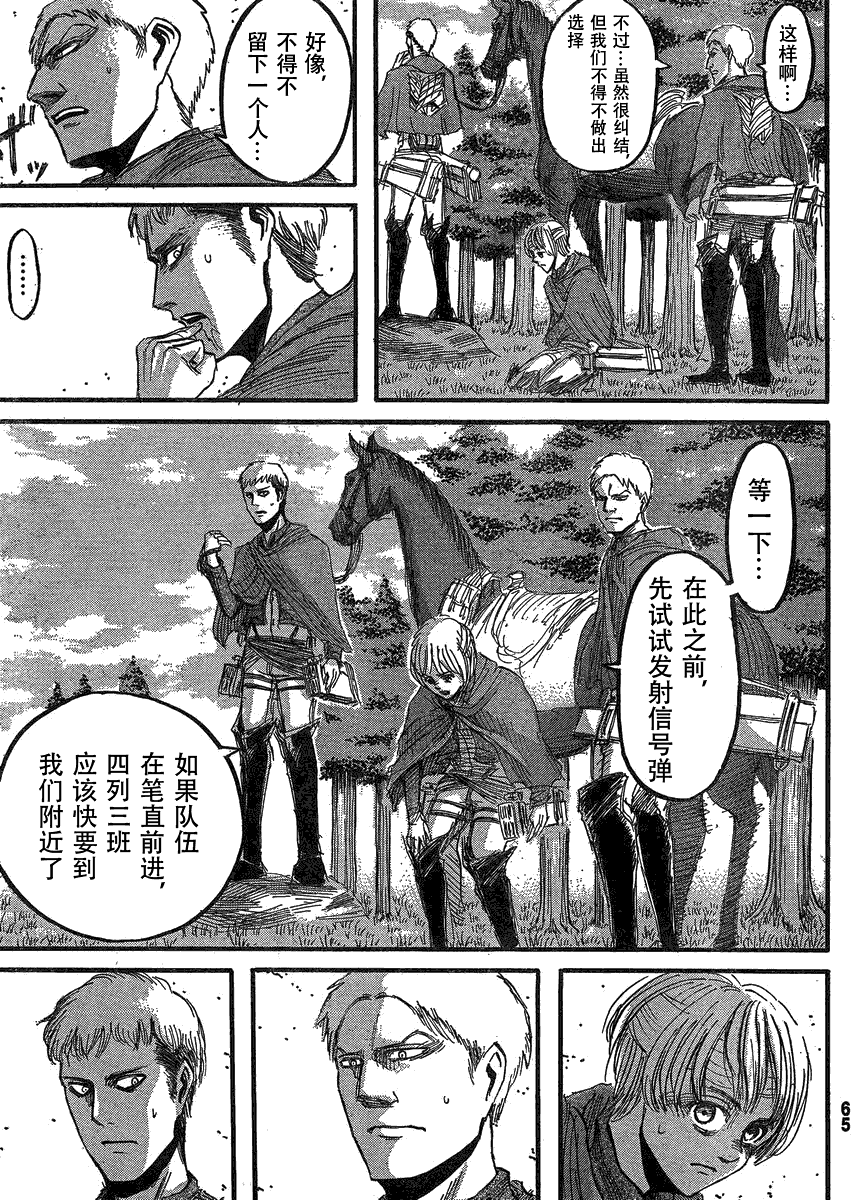 这样啊…
不过…虽然很纠结,
但我们不得不做出
选择
好像,
不得不
留下一个人…
……
等一下…
在此之前,
先试试发射信号弹
如果队伍
在笔直前进,
四列三班
应该快要到
我们附近了
65